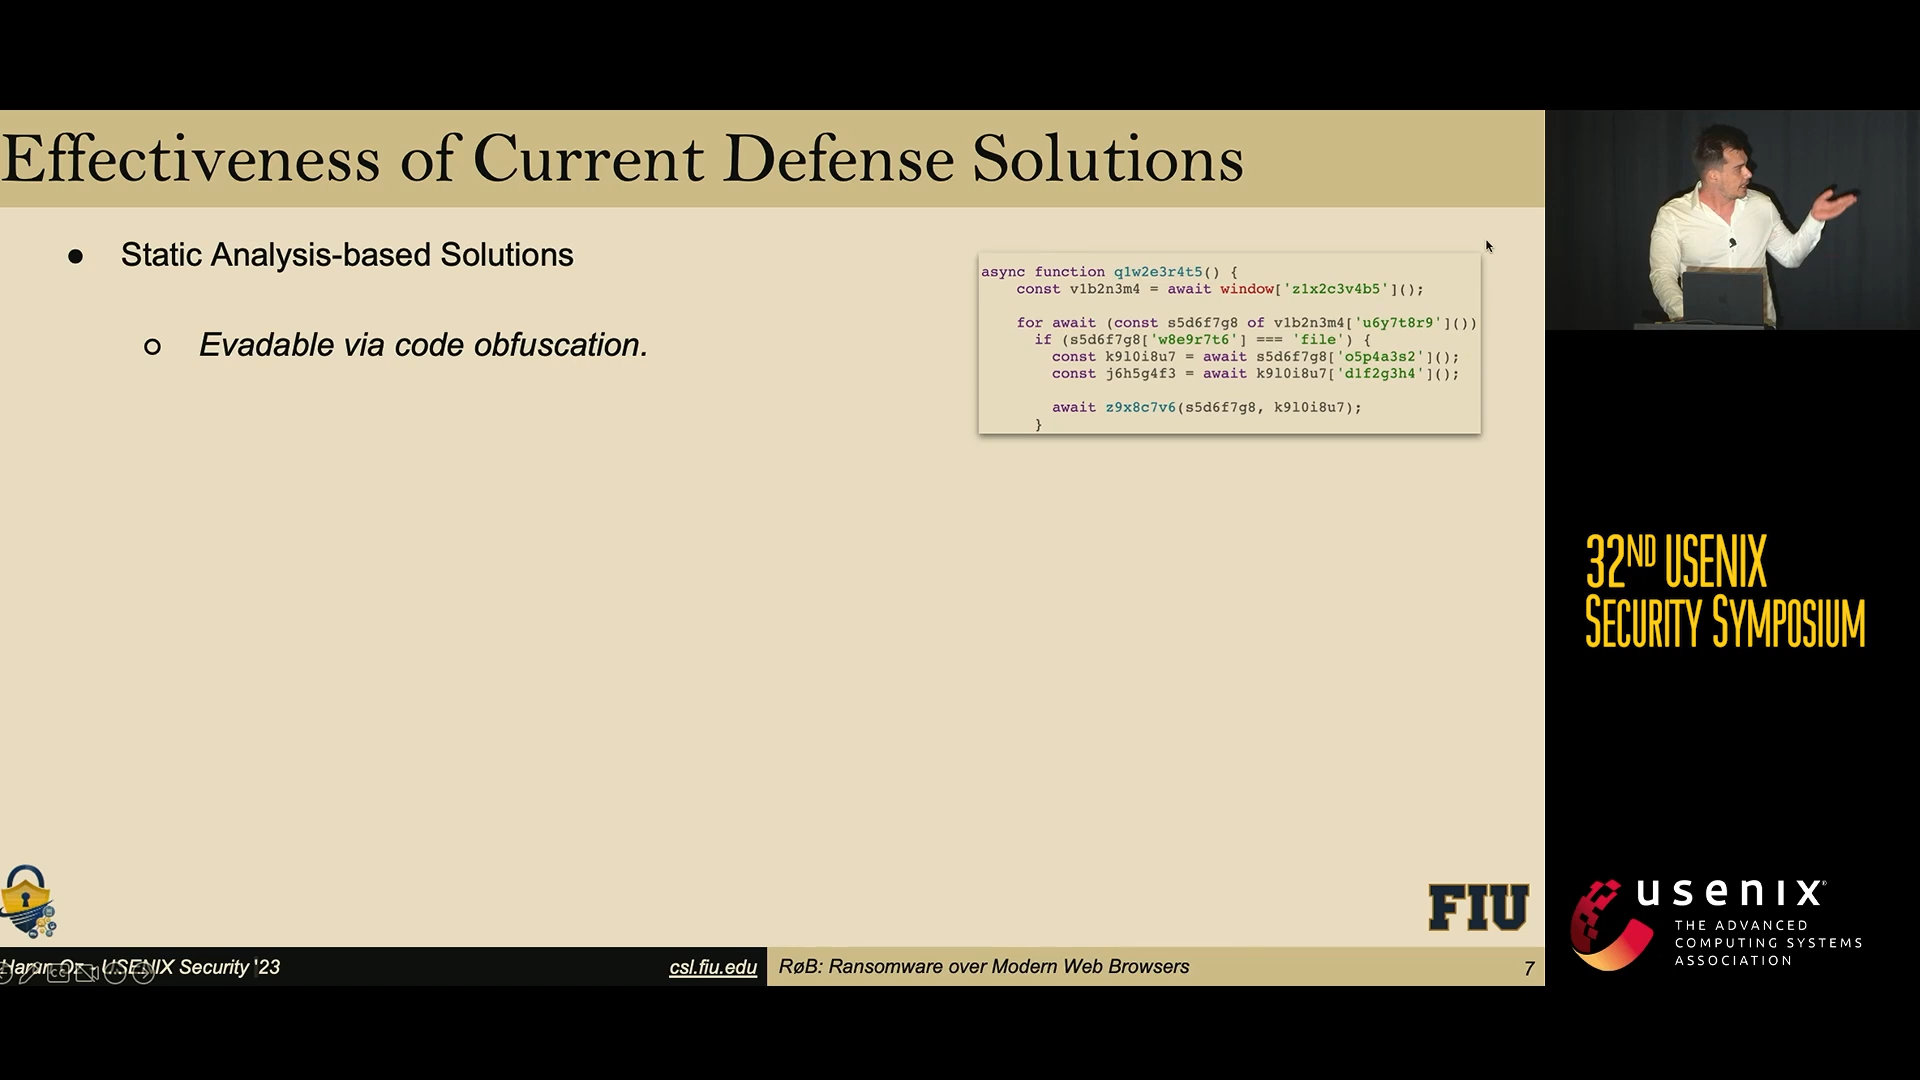 Effectiveness of Current Defense Solutions
● Static Analysis-based Solutions
○ Evadable via code obfuscation.
async function q1w2e3r4t5() {
const v1b2n3m4 = await window['z1x2c3v4b5']();
for await (const s5d6f7g8 of v1b2n3m4['u6y7t8r9']())
if (s5d6f7g8['w8e9r7t6'] === 'file') {
const k9l0i8u7 = await s5d6f7g8['o5p4a3s2']();
const j6h5g4f3 = await k9l0i8u7['d1f2g3h4']();
await z9x8c7v6(s5d6f7g8, k9l0i8u7);
}
FIU
Harun Oz - USENIX Security '23
csl.fiu.edu
RøB: Ransomware over Modern Web Browsers
7
32ND USENIX
SECURITY SYMPOSIUM
usenix®
THE ADVANCED
COMPUTING SYSTEMS
ASSOCIATION